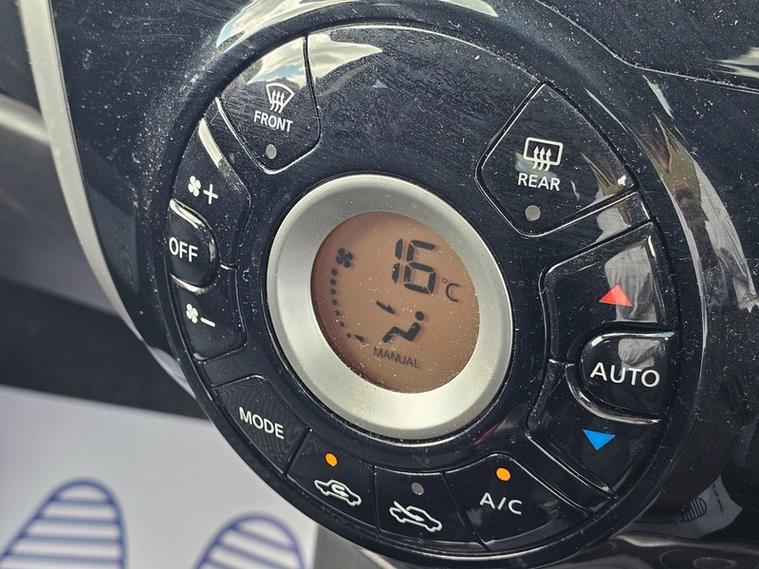 FRONT
REAR
+
OFF
-
16°C
MANUAL
AUTO
MODE
A/C